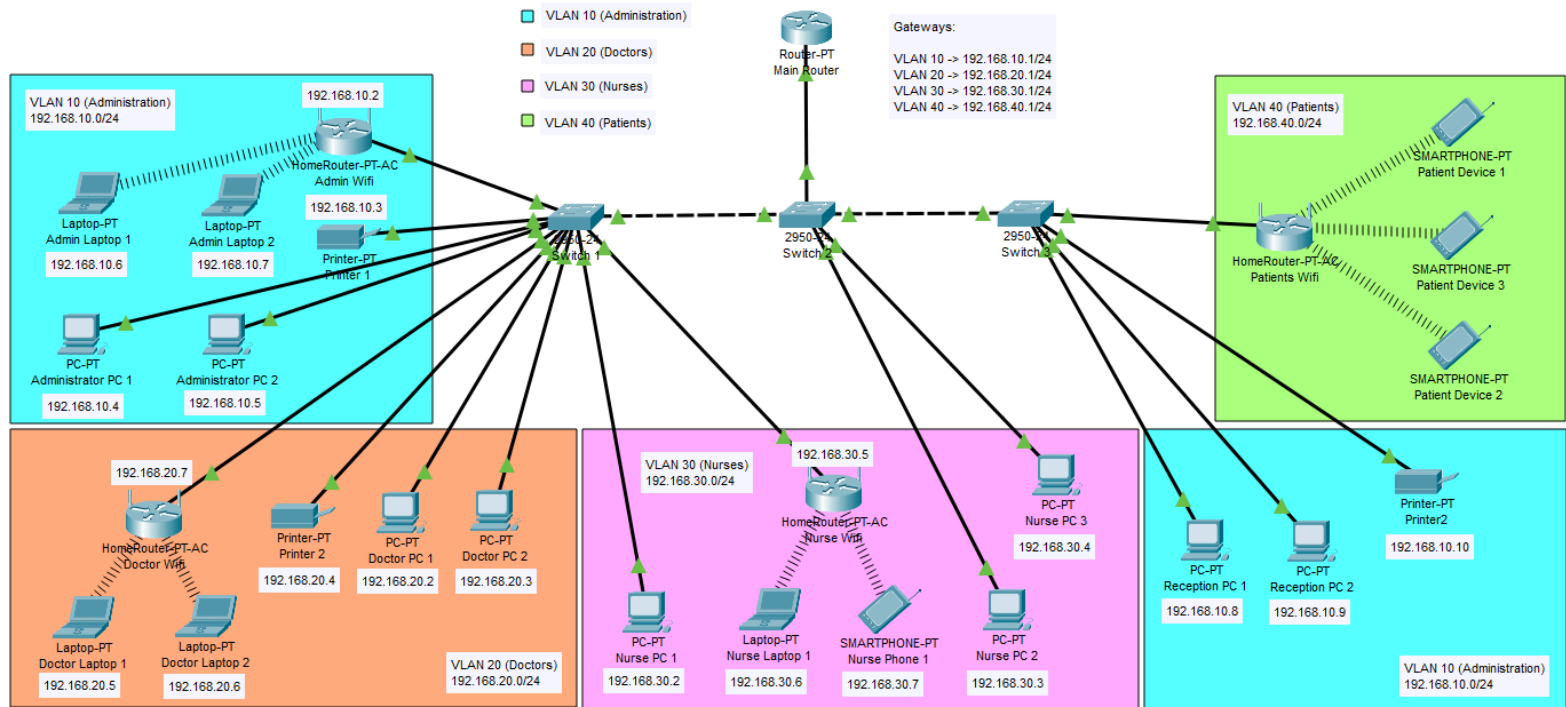 VLAN 10 (Administration)
VLAN 20 (Doctors)
VLAN 30 (Nurses)
VLAN 40 (Patients)
Router-PT
Main Router
Gateways:
VLAN 10 -> 192.168.10.1/24
VLAN 20 -> 192.168.20.1/24
VLAN 30 -> 192.168.30.1/24
VLAN 40 -> 192.168.40.1/24
VLAN 10 (Administration)
192.168.10.0/24
192.168.10.2
HomeRouter-PT-AC
Admin Wifi
Laptop-PT
Admin Laptop 1
192.168.10.6
Laptop-PT
Admin Laptop 2
192.168.10.7
192.168.10.3
Printer-PT
Printer 1
PC-PT
Administrator PC 1
192.168.10.4
PC-PT
Administrator PC 2
192.168.10.5
2950-24
Switch 1
2950-24
Switch 2
2950-24
Switch 3
VLAN 40 (Patients)
192.168.40.0/24
HomeRouter-PT-AC
Patients Wifi
SMARTPHONE-PT
Patient Device 1
SMARTPHONE-PT
Patient Device 3
SMARTPHONE-PT
Patient Device 2
192.168.20.7
HomeRouter-PT-AC
Doctor Wifi
Laptop-PT
Doctor Laptop 1
192.168.20.5
Laptop-PT
Doctor Laptop 2
192.168.20.6
Printer-PT
Printer 2
192.168.20.4
PC-PT
Doctor PC 1
192.168.20.2
PC-PT
Doctor PC 2
192.168.20.3
VLAN 20 (Doctors)
192.168.20.0/24
VLAN 30 (Nurses)
192.168.30.0/24
192.168.30.5
HomeRouter-PT-AC
Nurse Wifi
PC-PT
Nurse PC 1
192.168.30.2
Laptop-PT
Nurse Laptop 1
192.168.30.6
SMARTPHONE-PT
Nurse Phone 1
192.168.30.7
PC-PT
Nurse PC 2
192.168.30.3
PC-PT
Nurse PC 3
192.168.30.4
PC-PT
Reception PC 1
192.168.10.8
PC-PT
Reception PC 2
192.168.10.9
Printer-PT
Printer2
192.168.10.10
VLAN 10 (Administration)
192.168.10.0/24